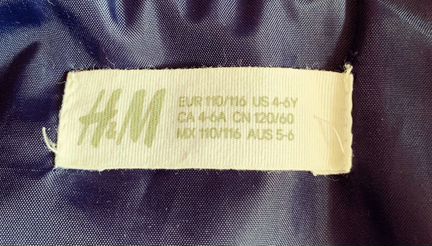 H&M
EUR 110/116 US 4-6Y
CA 4-6A CN 120/60
MX 110/116 AUS 5-6